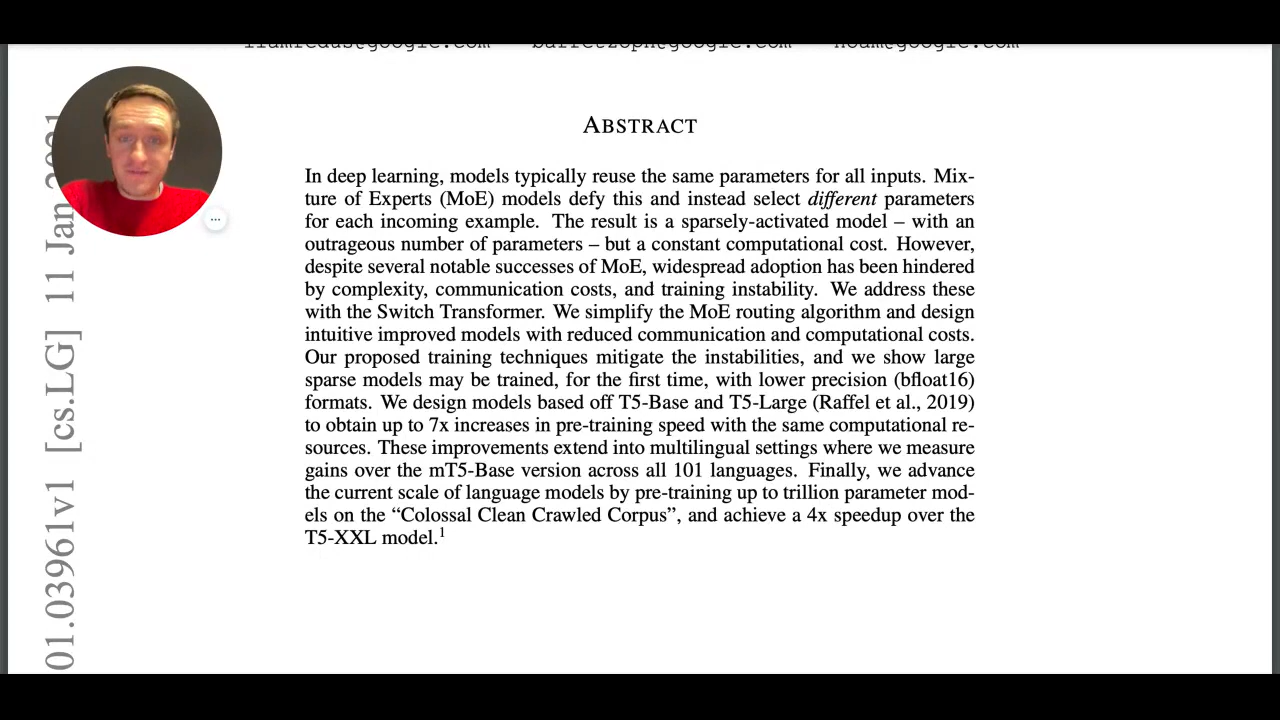 ABSTRACT
In deep learning, models typically reuse the same parameters for all inputs. Mix-
ture of Experts (MoE) models defy this and instead select different parameters
for each incoming example. The result is a sparsely-activated model – with an
outrageous number of parameters – but a constant computational cost. However,
despite several notable successes of MoE, widespread adoption has been hindered
by complexity, communication costs, and training instability. We address these
with the Switch Transformer. We simplify the MoE routing algorithm and design
intuitive improved models with reduced communication and computational costs.
Our proposed training techniques mitigate the instabilities, and we show large
sparse models may be trained, for the first time, with lower precision (bfloat16)
formats. We design models based off T5-Base and T5-Large (Raffel et al., 2019)
to obtain up to 7x increases in pre-training speed with the same computational re-
sources. These improvements extend into multilingual settings where we measure
gains over the mT5-Base version across all 101 languages. Finally, we advance
the current scale of language models by pre-training up to trillion parameter mod-
els on the “Colossal Clean Crawled Corpus”, and achieve a 4x speedup over the
T5-XXL model.1
01.03961v1 [cs.LG] 11 Jan